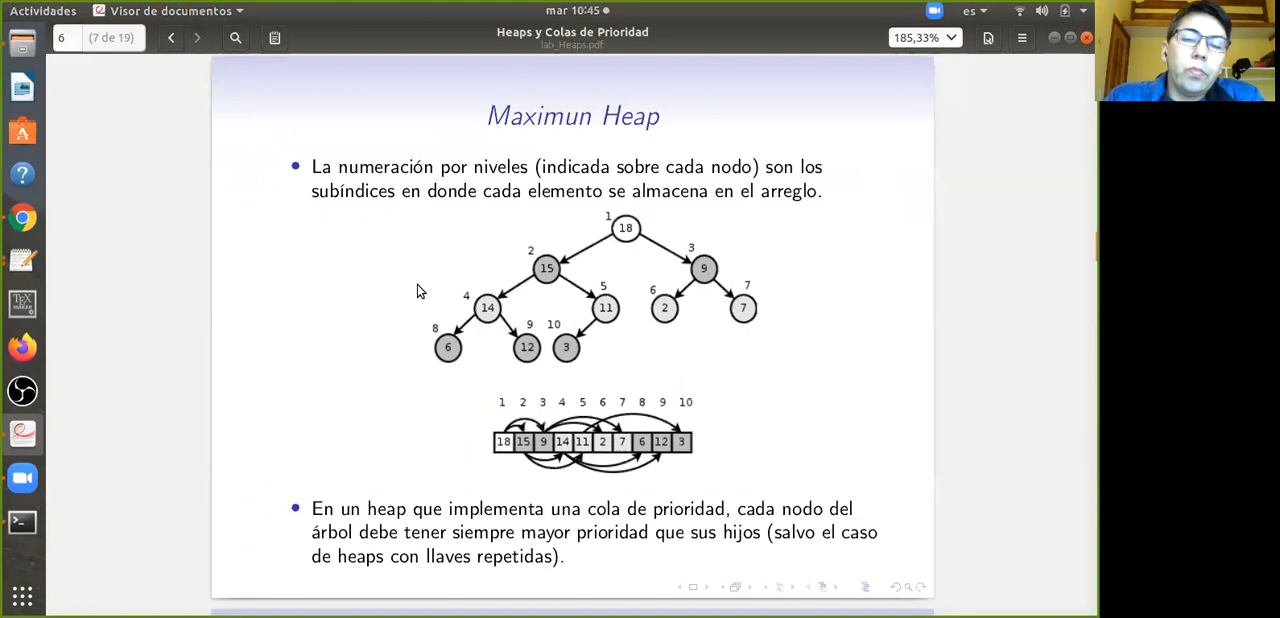 Actividades
Visor de documentos
mar 10:45
es
6
(7 de 19)
Heaps y Colas de Prioridad
lab_Heaps.pdf
185,33%
Maximun Heap
La numeración por niveles (indicada sobre cada nodo) son los
subíndices en donde cada elemento se almacena en el arreglo.
1
18
2
3
15
9
4
5
6
7
14
11
2
7
8
9
10
6
12
3
1 2 3 4 5 6 7 8 9 10
18 15 9 14 11 2 7 6 12 3
En un heap que implementa una cola de prioridad, cada nodo del
árbol debe tener siempre mayor prioridad que sus hijos (salvo el caso
de heaps con llaves repetidas).